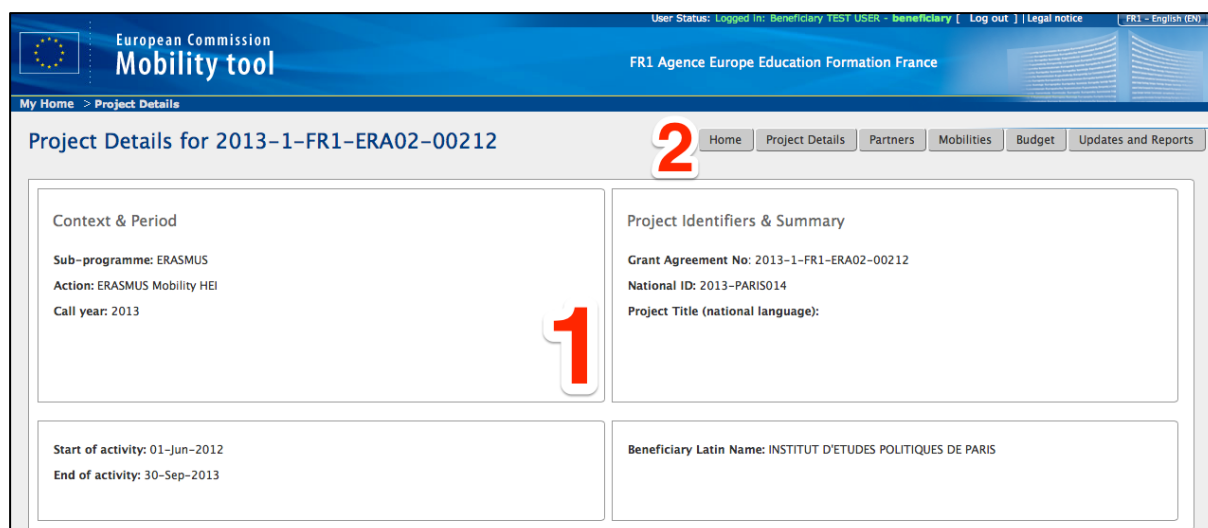 User Status: Logged In: Beneficiary TEST USER - beneficiary [ Log out ] | Legal notice
FR1 - English (EN)
European Commission
Mobility tool
FR1 Agence Europe Education Formation France
My Home > Project Details
Project Details for 2013-1-FR1-ERA02-00212
2
Home Project Details Partners Mobilities Budget Updates and Reports
Context & Period
Sub-programme: ERASMUS
Action: ERASMUS Mobility HEI
Call year: 2013
1
Project Identifiers & Summary
Grant Agreement No: 2013-1-FR1-ERA02-00212
National ID: 2013-PARIS014
Project Title (national language):
Start of activity: 01-Jun-2012
End of activity: 30-Sep-2013
Beneficiary Latin Name: INSTITUT D'ETUDES POLITIQUES DE PARIS